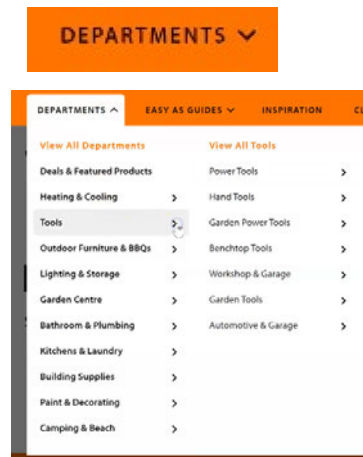 DEPARTMENTS
DEPARTMENTS EASY AS GUIDES INSPIRATION CL
View All Departments
Deals & Featured Products
Heating & Cooling
Tools
Outdoor Furniture & BBQs
Lighting & Storage
Garden Centre
Bathroom & Plumbing
Kitchens & Laundry
Building Supplies
Paint & Decorating
Camping & Beach
View All Tools
Power Tools
Hand Tools
Garden Power Tools
Benchtop Tools
Workshop & Garage
Garden Tools
Automotive & Garage